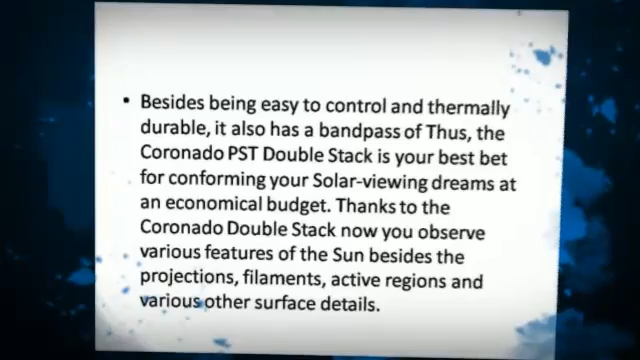 • Besides being easy to control and thermally
durable, it also has a bandpass of Thus, the
Coronado PST Double Stack is your best bet
for conforming your Solar-viewing dreams at
an economical budget. Thanks to the
Coronado Double Stack now you observe
various features of the Sun besides the
projections, filaments, active regions and
various other surface details.